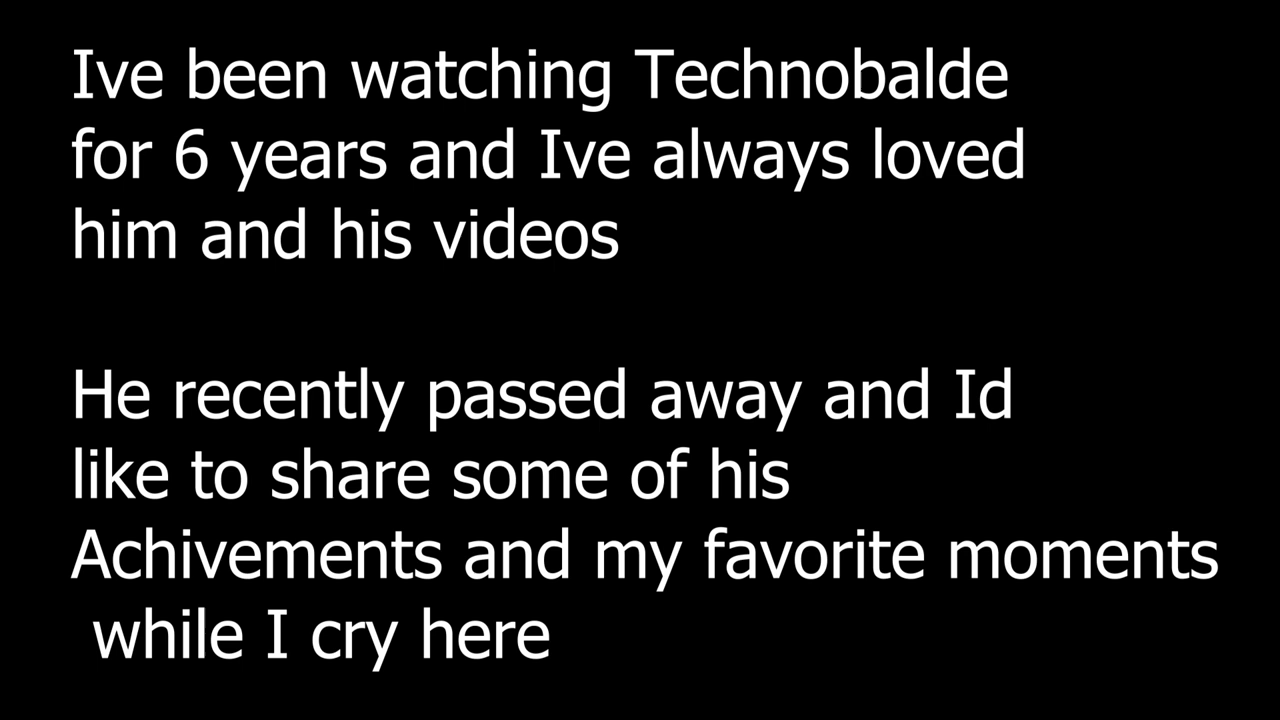 Ive been watching Technobalde
for 6 years and Ive always loved
him and his videos
He recently passed away and Id
like to share some of his
Achivements and my favorite moments
while I cry here